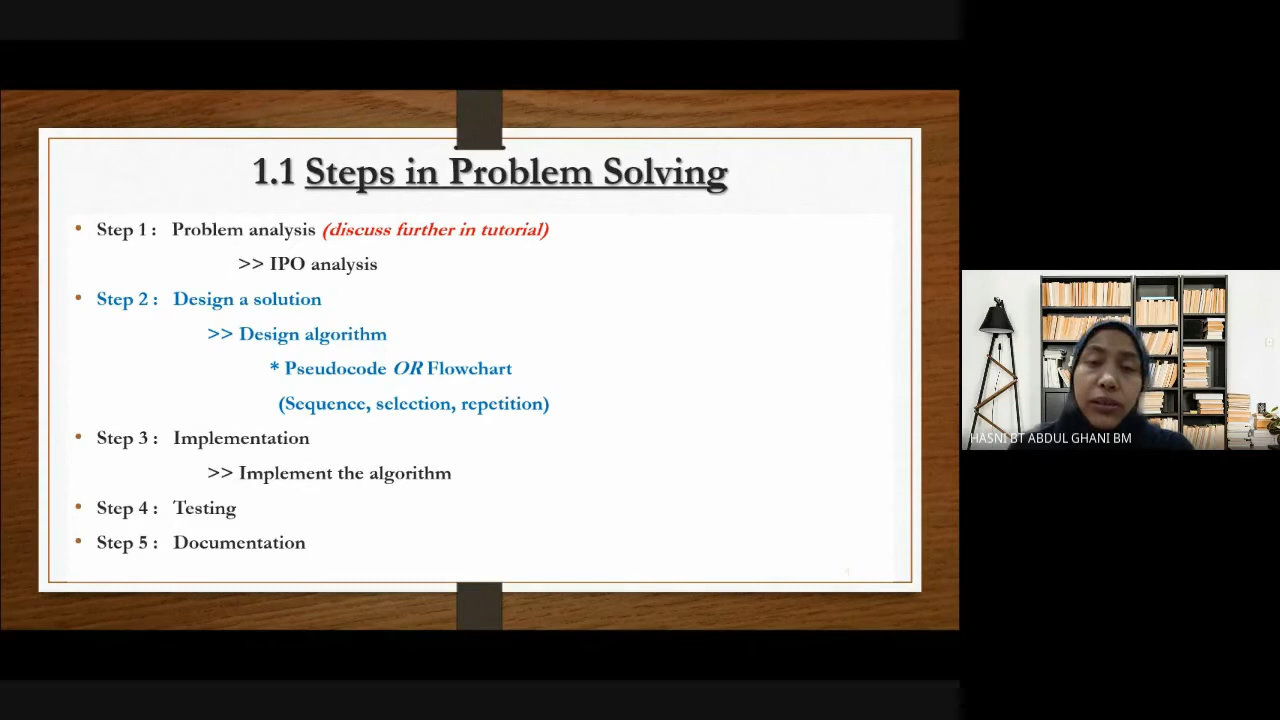 1.1 Steps in Problem Solving
• Step 1 : Problem analysis (discuss further in tutorial)
>> IPO analysis
• Step 2 : Design a solution
>> Design algorithm
* Pseudocode OR Flowchart
(Sequence, selection, repetition)
• Step 3 : Implementation
>> Implement the algorithm
• Step 4 : Testing
• Step 5 : Documentation
HASNI BT ABDUL GHANI BM